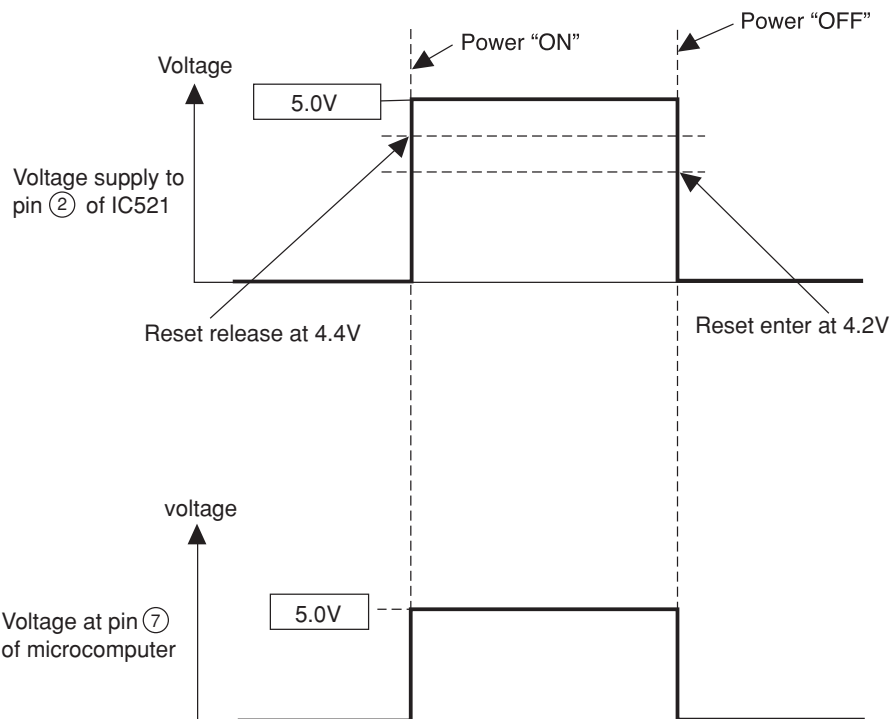 Power “ON”
Power “OFF”
Voltage
5.0V
Voltage supply to
pin ② of IC521
Reset release at 4.4V
Reset enter at 4.2V
voltage
5.0V
Voltage at pin ⑦
of microcomputer